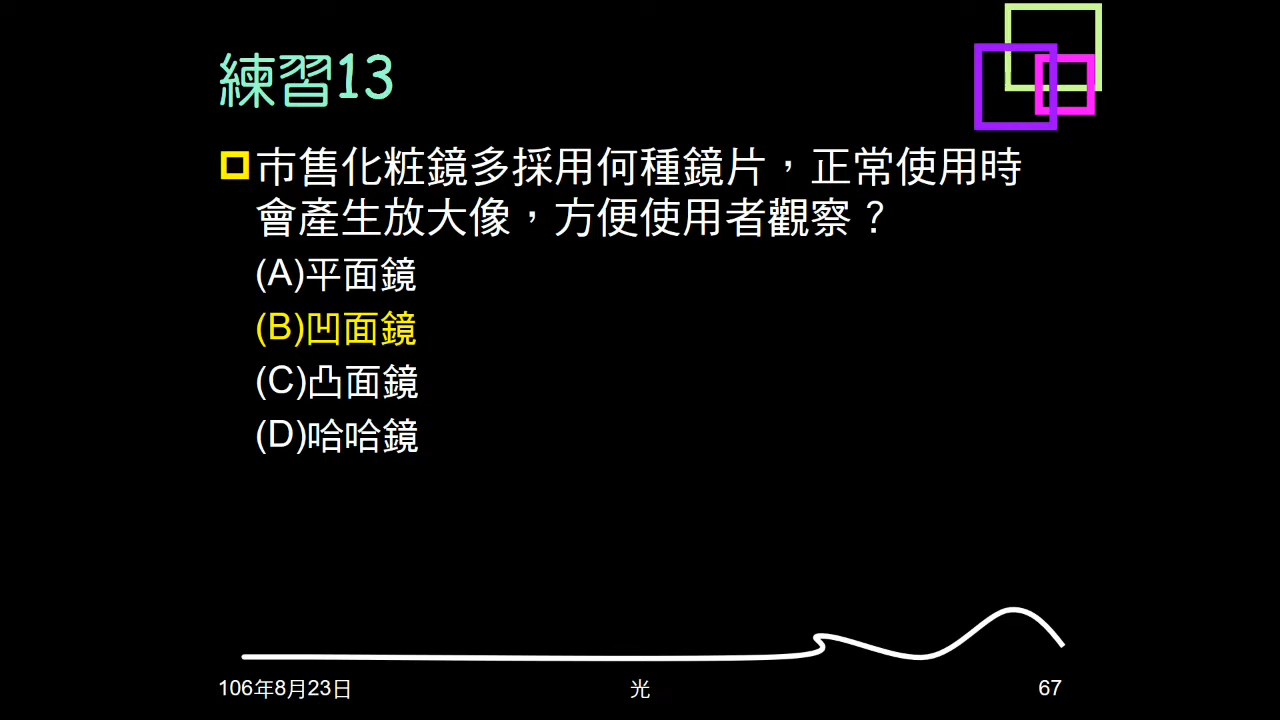 練習13
市售化粧鏡多採用何種鏡片，正常使用時
會產生放大像，方便使用者觀察？
(A)平面鏡
(B)凹面鏡
(C)凸面鏡
(D)哈哈鏡
106年8月23日
光
67